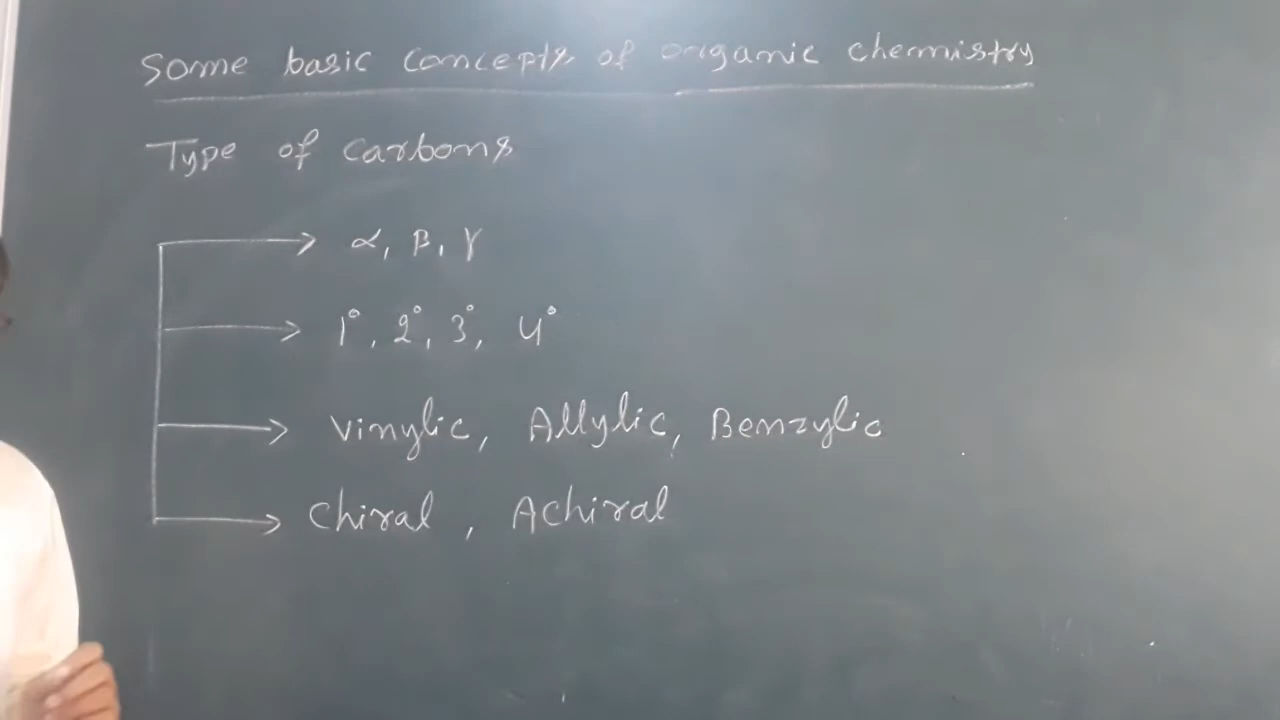 Some basic concepts of organic chemistry
Type of carbons
α, β, γ
1°, 2°, 3°, 4°
Vinylic, Allylic, Benzylic
Chiral , Achiral